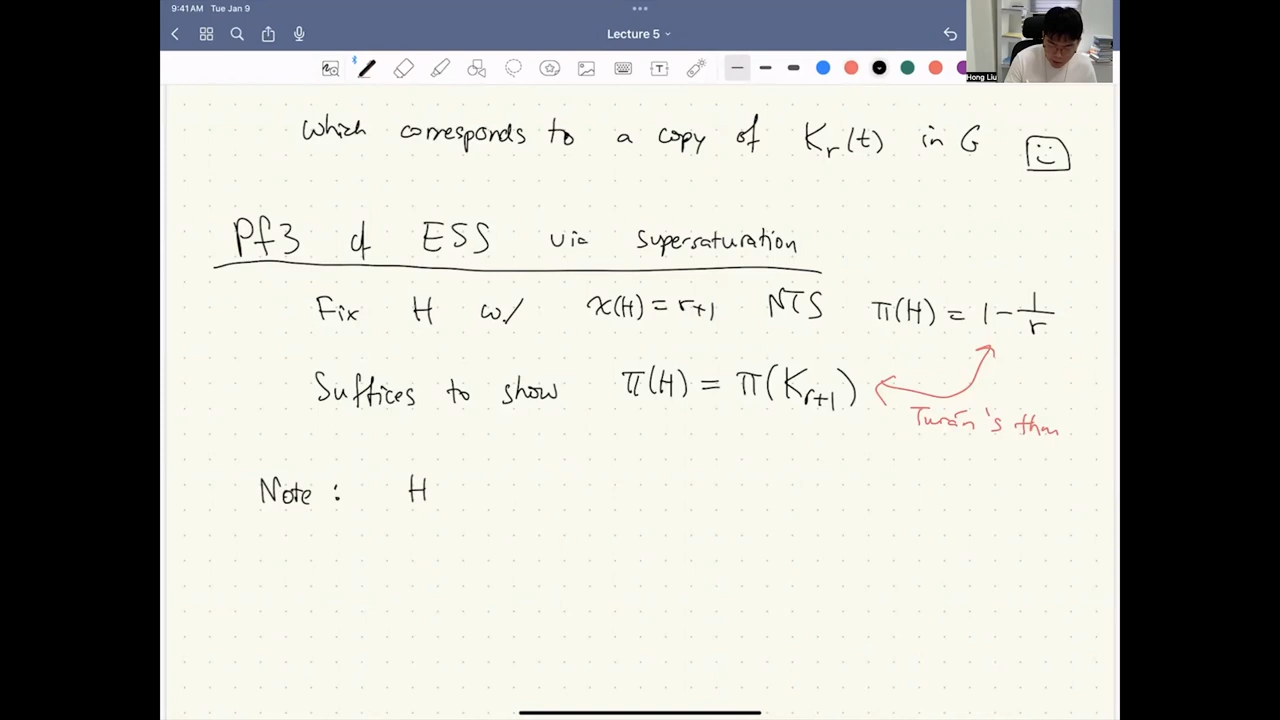 9:41 AM Tue Jan 9
Lecture 5
Hong Liu
which corresponds to a copy of K_r(t) in G
Pf3 of ESS via supersaturation
Fix H w/ χ(H) = r+1 NTS π(H) = 1 - 1/r
Suffices to show π(H) = π(K_{r+1})
Turán's thm
Note : H